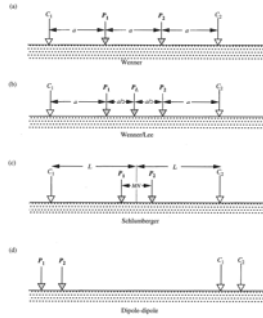 (a)
C₁ P₁ P₂ C₂
a a a
Wenner
(b)
C₁ P₁ P₂ C₂
a a/2 a/2 a
Wenner/Lee
(c)
L L
C₁ P₁ P₂ C₂
Schlumberger
(d)
P₁ P₂ C₁ C₂
Dipole-dipole